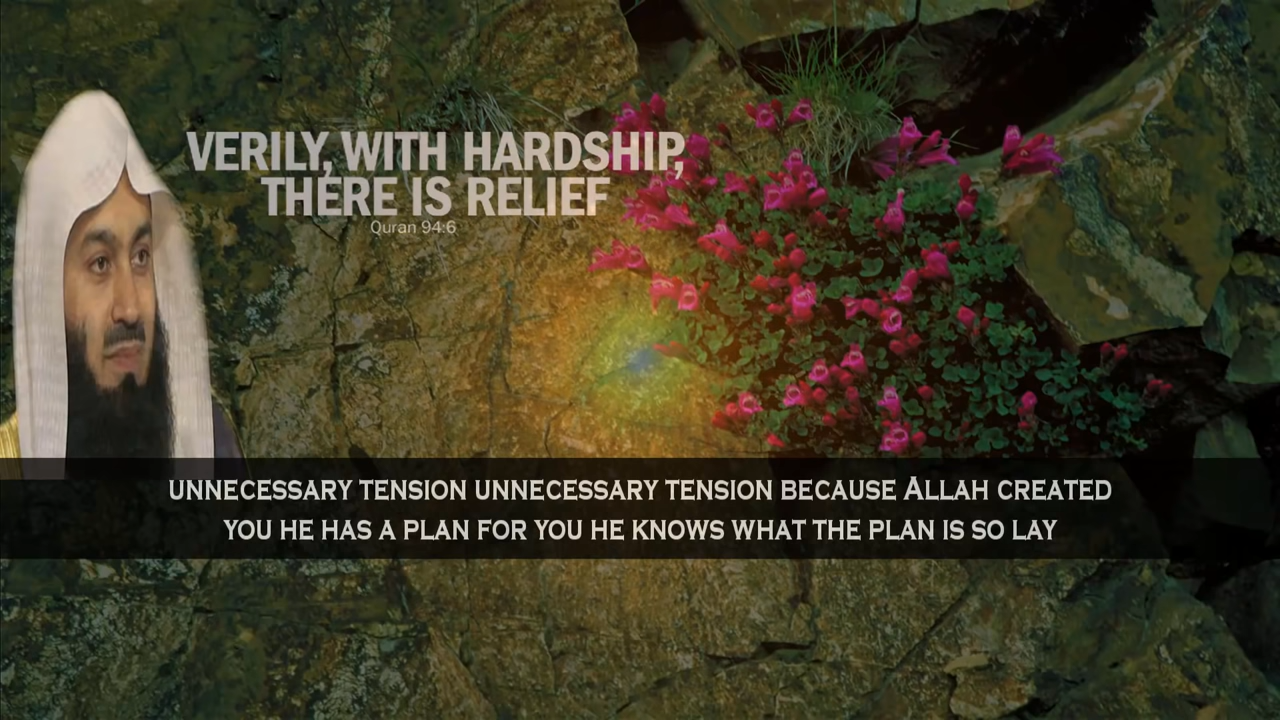 VERILY, WITH HARDSHIP,
THERE IS RELIEF
Quran 94:6
UNNECESSARY TENSION UNNECESSARY TENSION BECAUSE ALLAH CREATED
YOU HE HAS A PLAN FOR YOU HE KNOWS WHAT THE PLAN IS SO LAY